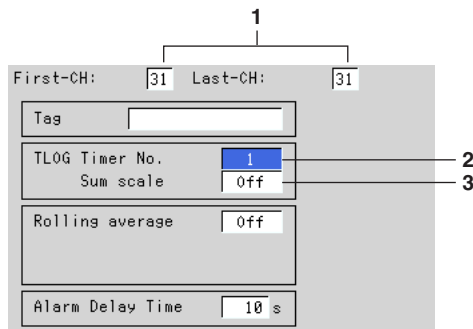 1
First-CH: 31 Last-CH: 31
Tag
TLOG Timer No. 1 2
Sum scale Off 3
Rolling average Off
Alarm Delay Time 10 s